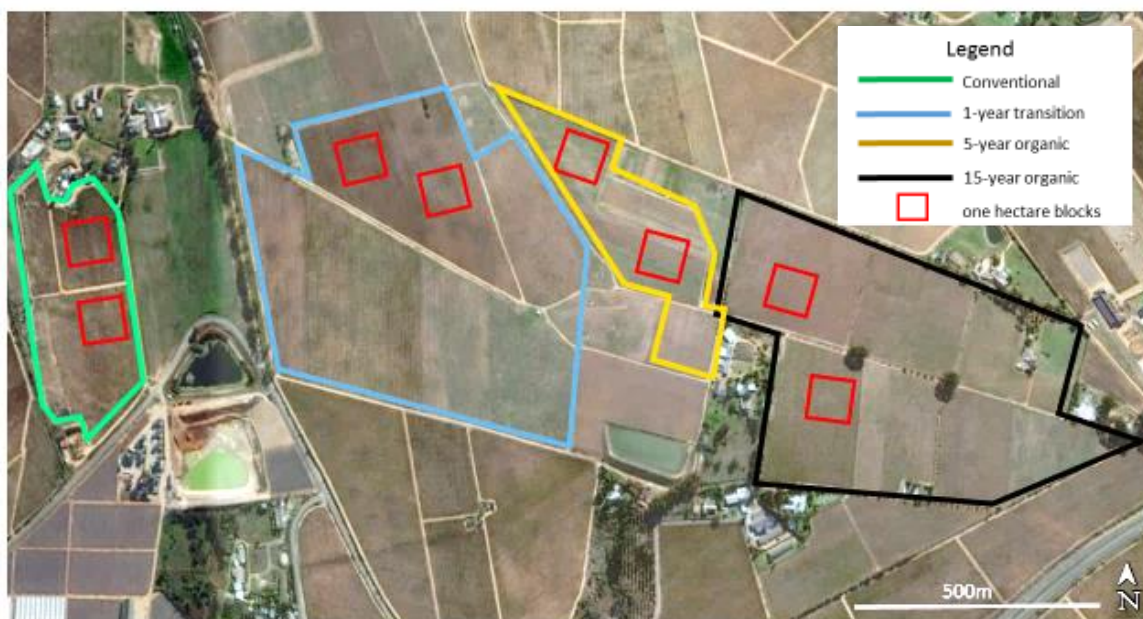 Legend
Conventional
1-year transition
5-year organic
15-year organic
one hectare blocks
500m
N